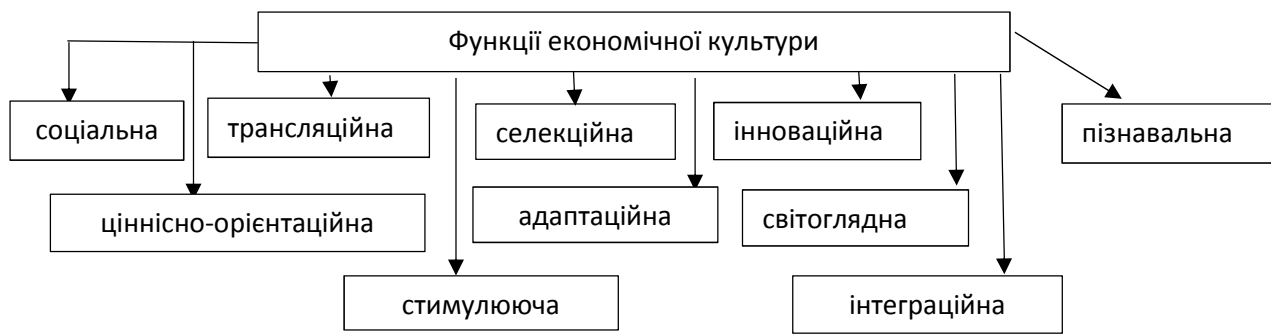 Функції економічної культури
соціальна
трансляційна
селекційна
інноваційна
пізнавальна
ціннісно-орієнтаційна
адаптаційна
світоглядна
стимулююча
інтеграційна